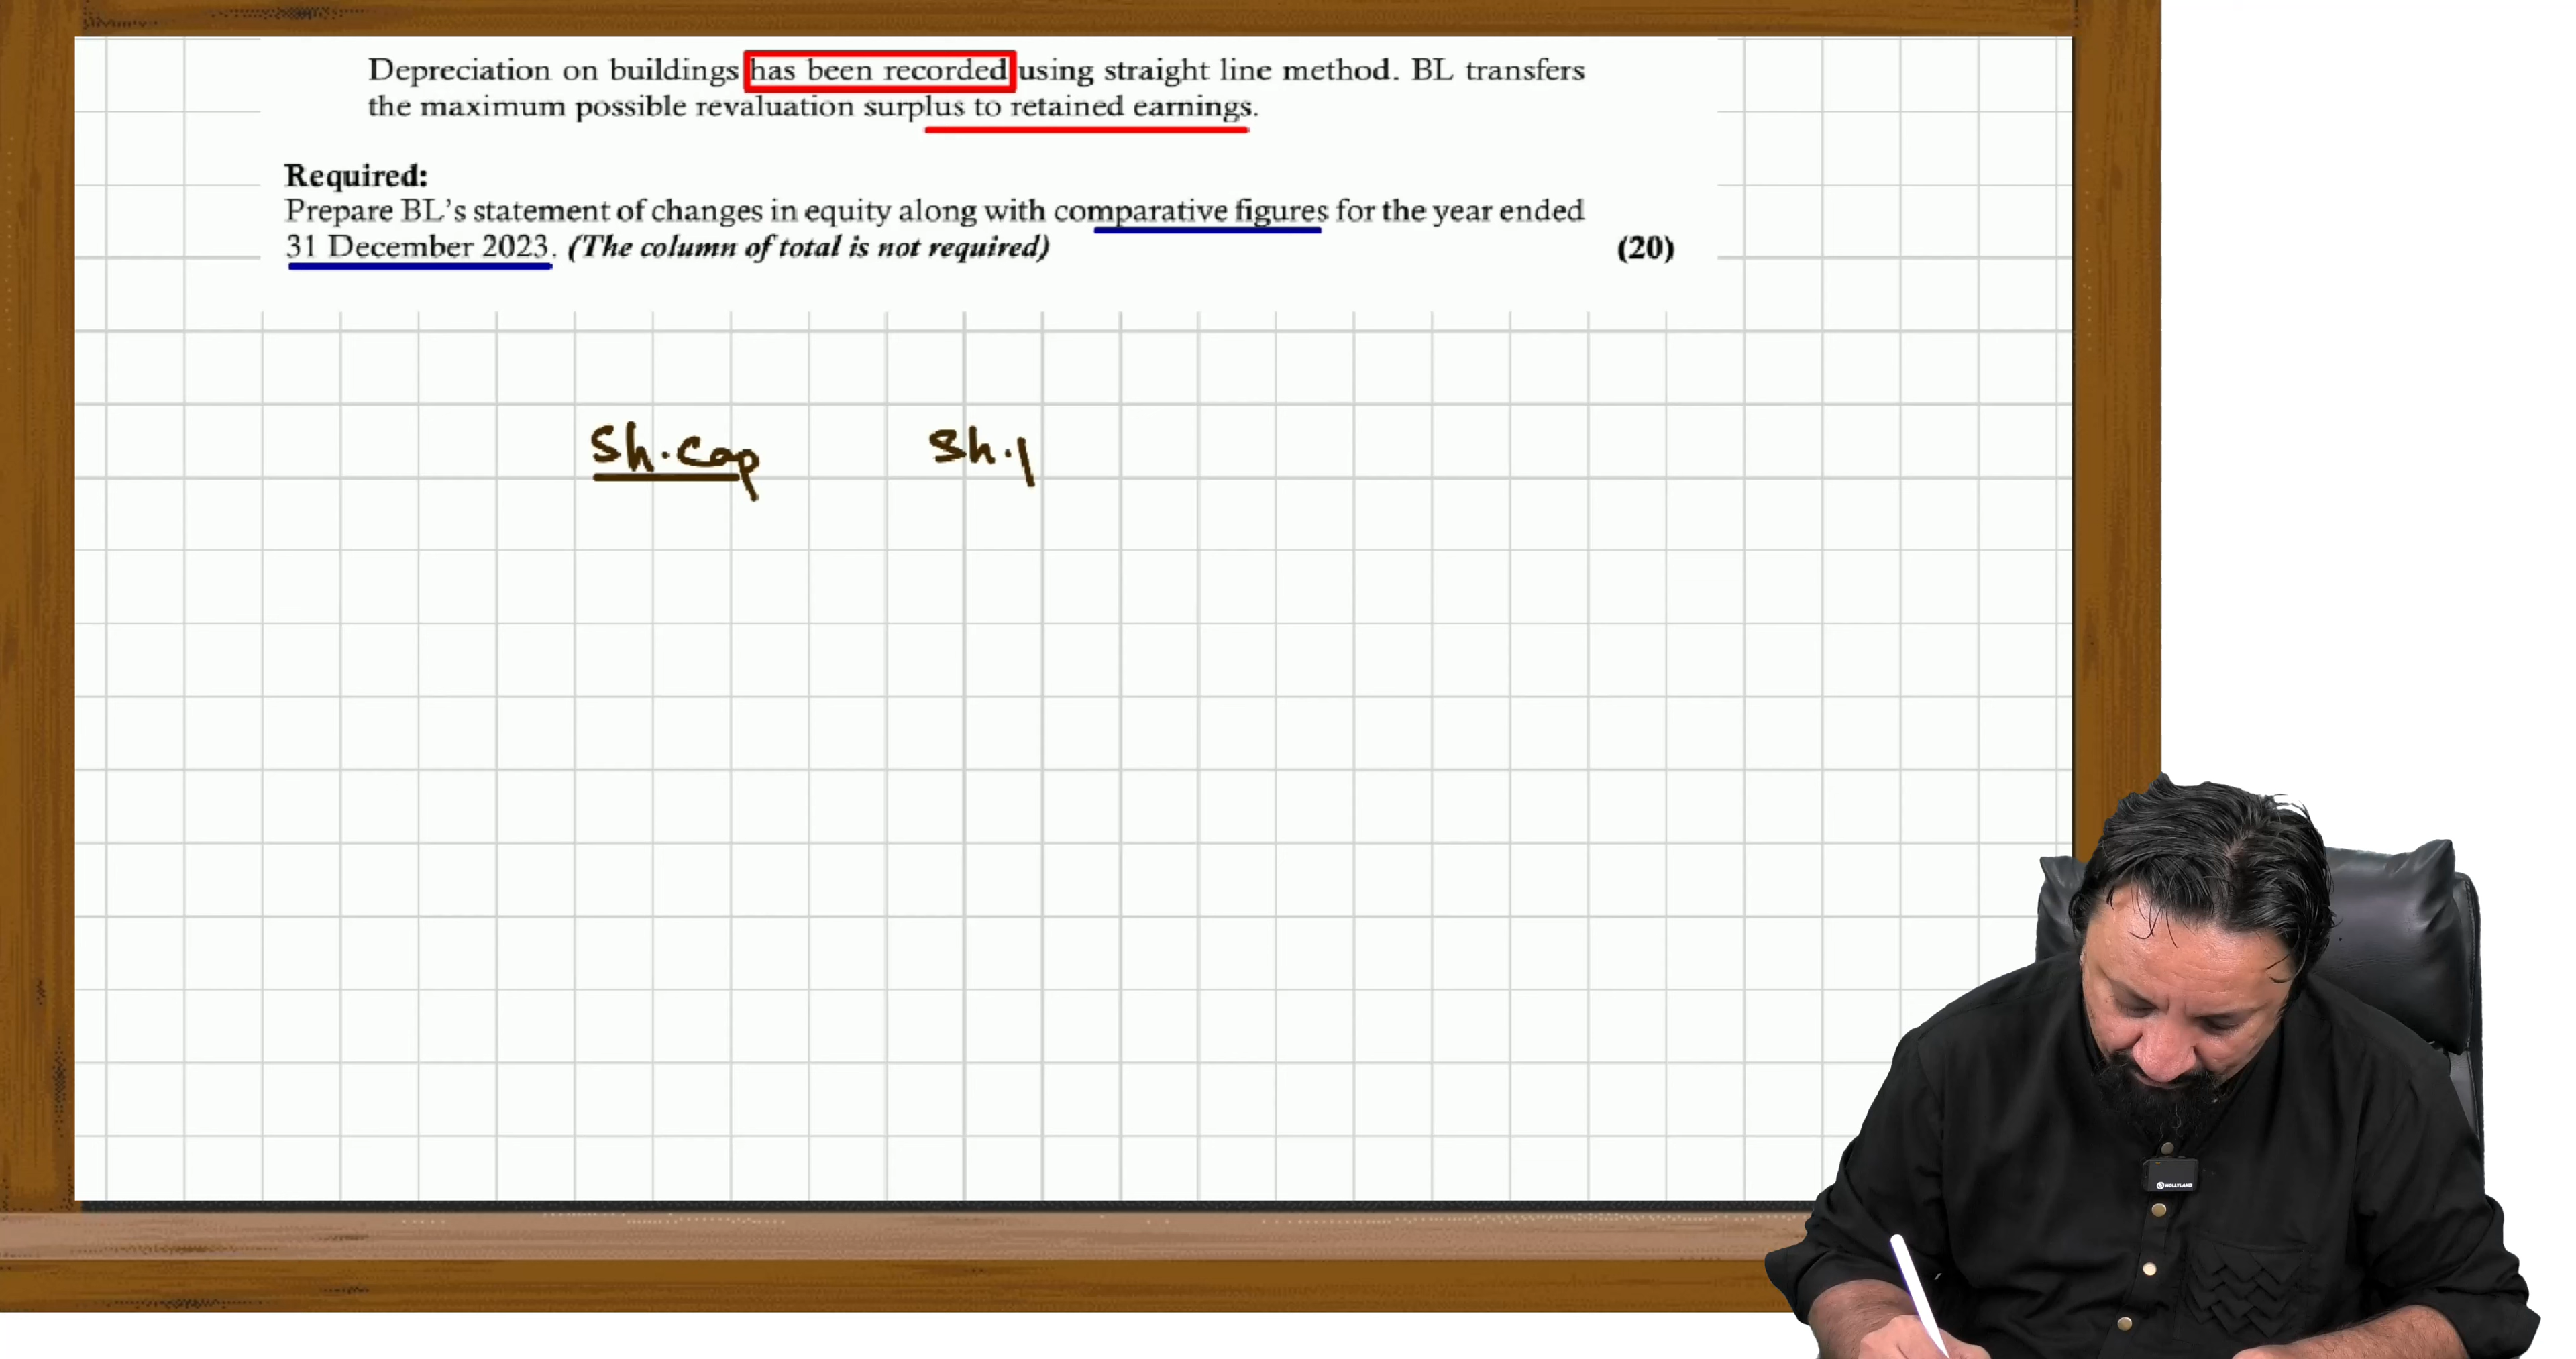 Depreciation on buildings has been recorded using straight line method. BL transfers
the maximum possible revaluation surplus to retained earnings.
Required:
Prepare BL's statement of changes in equity along with comparative figures for the year ended
31 December 2023. (The column of total is not required) (20)
Sh.Cap Sh.
HOLLYLAND